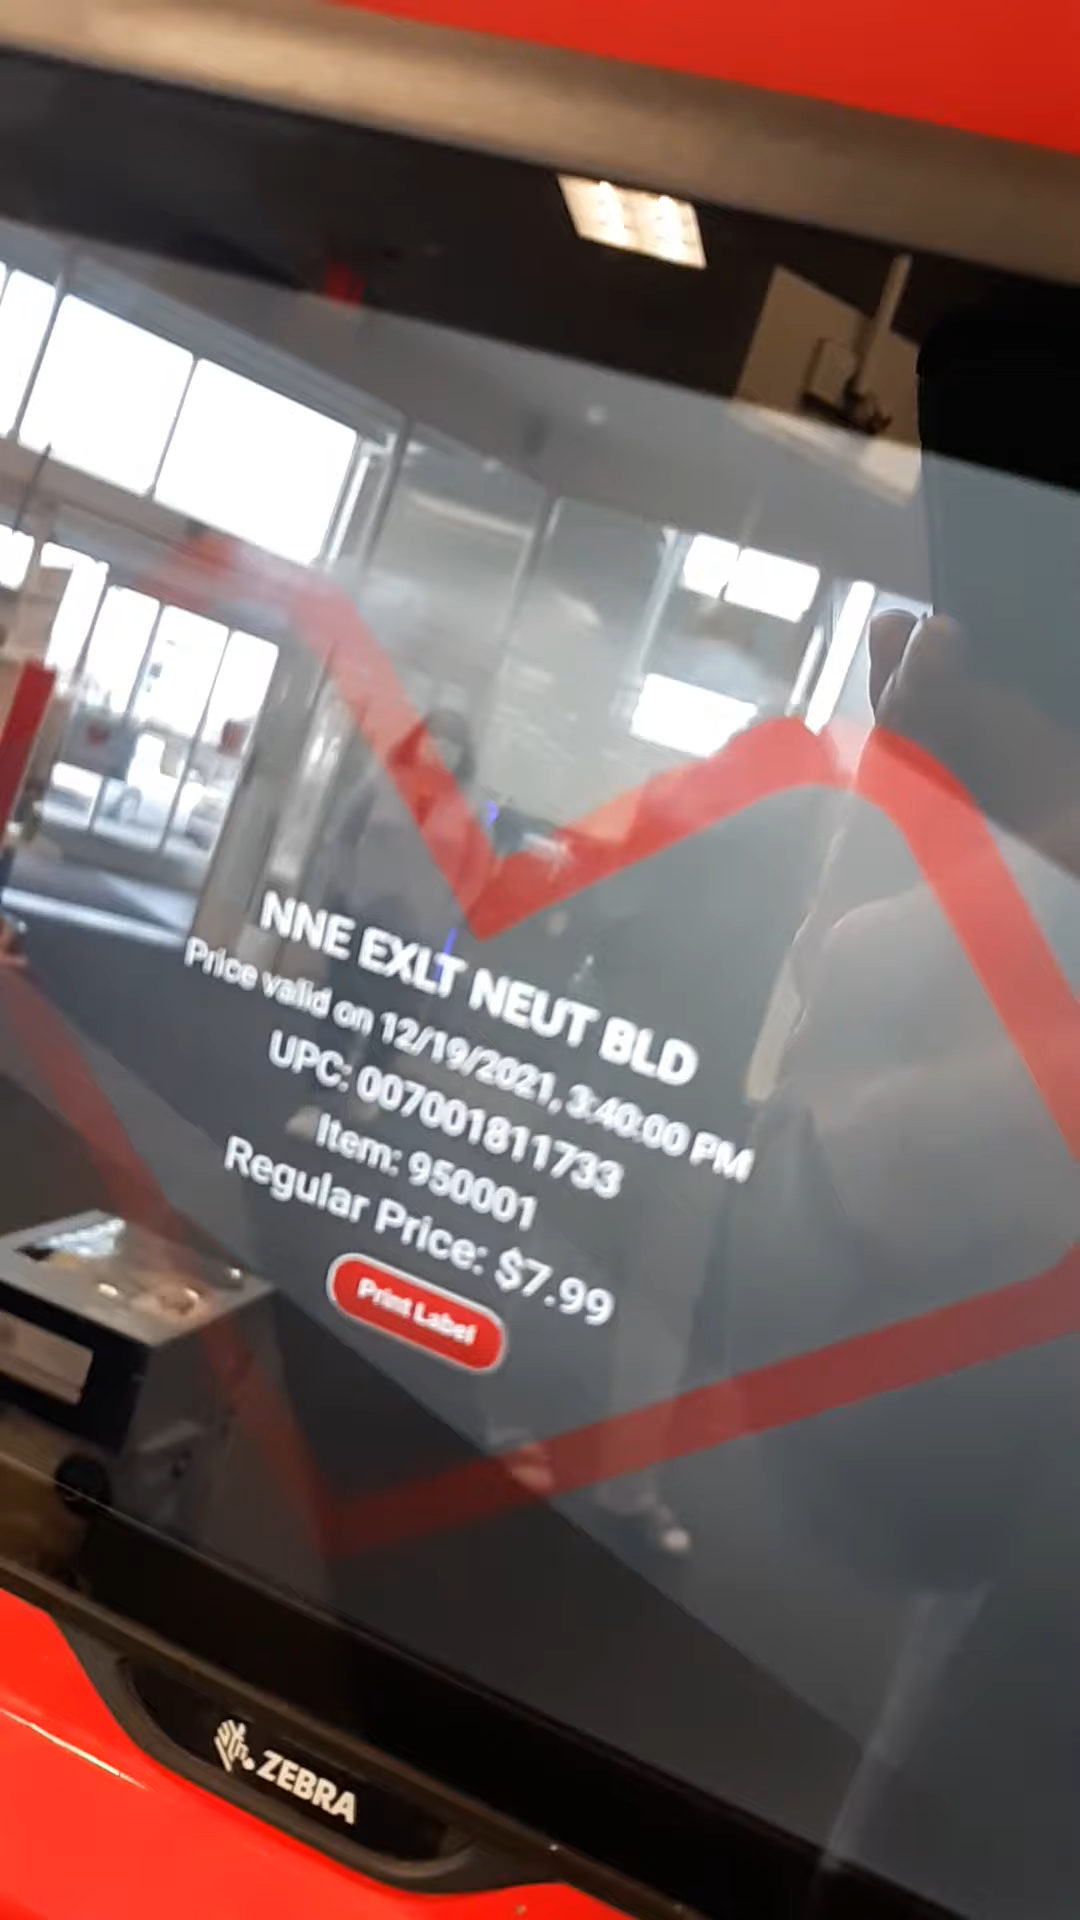 NNE EXLT NEUT BLD
Price valid on 12/19/2021, 3:40:00 PM
UPC: 007001811733
Item: 950001
Regular Price: $7.99
Print Label
ZEBRA